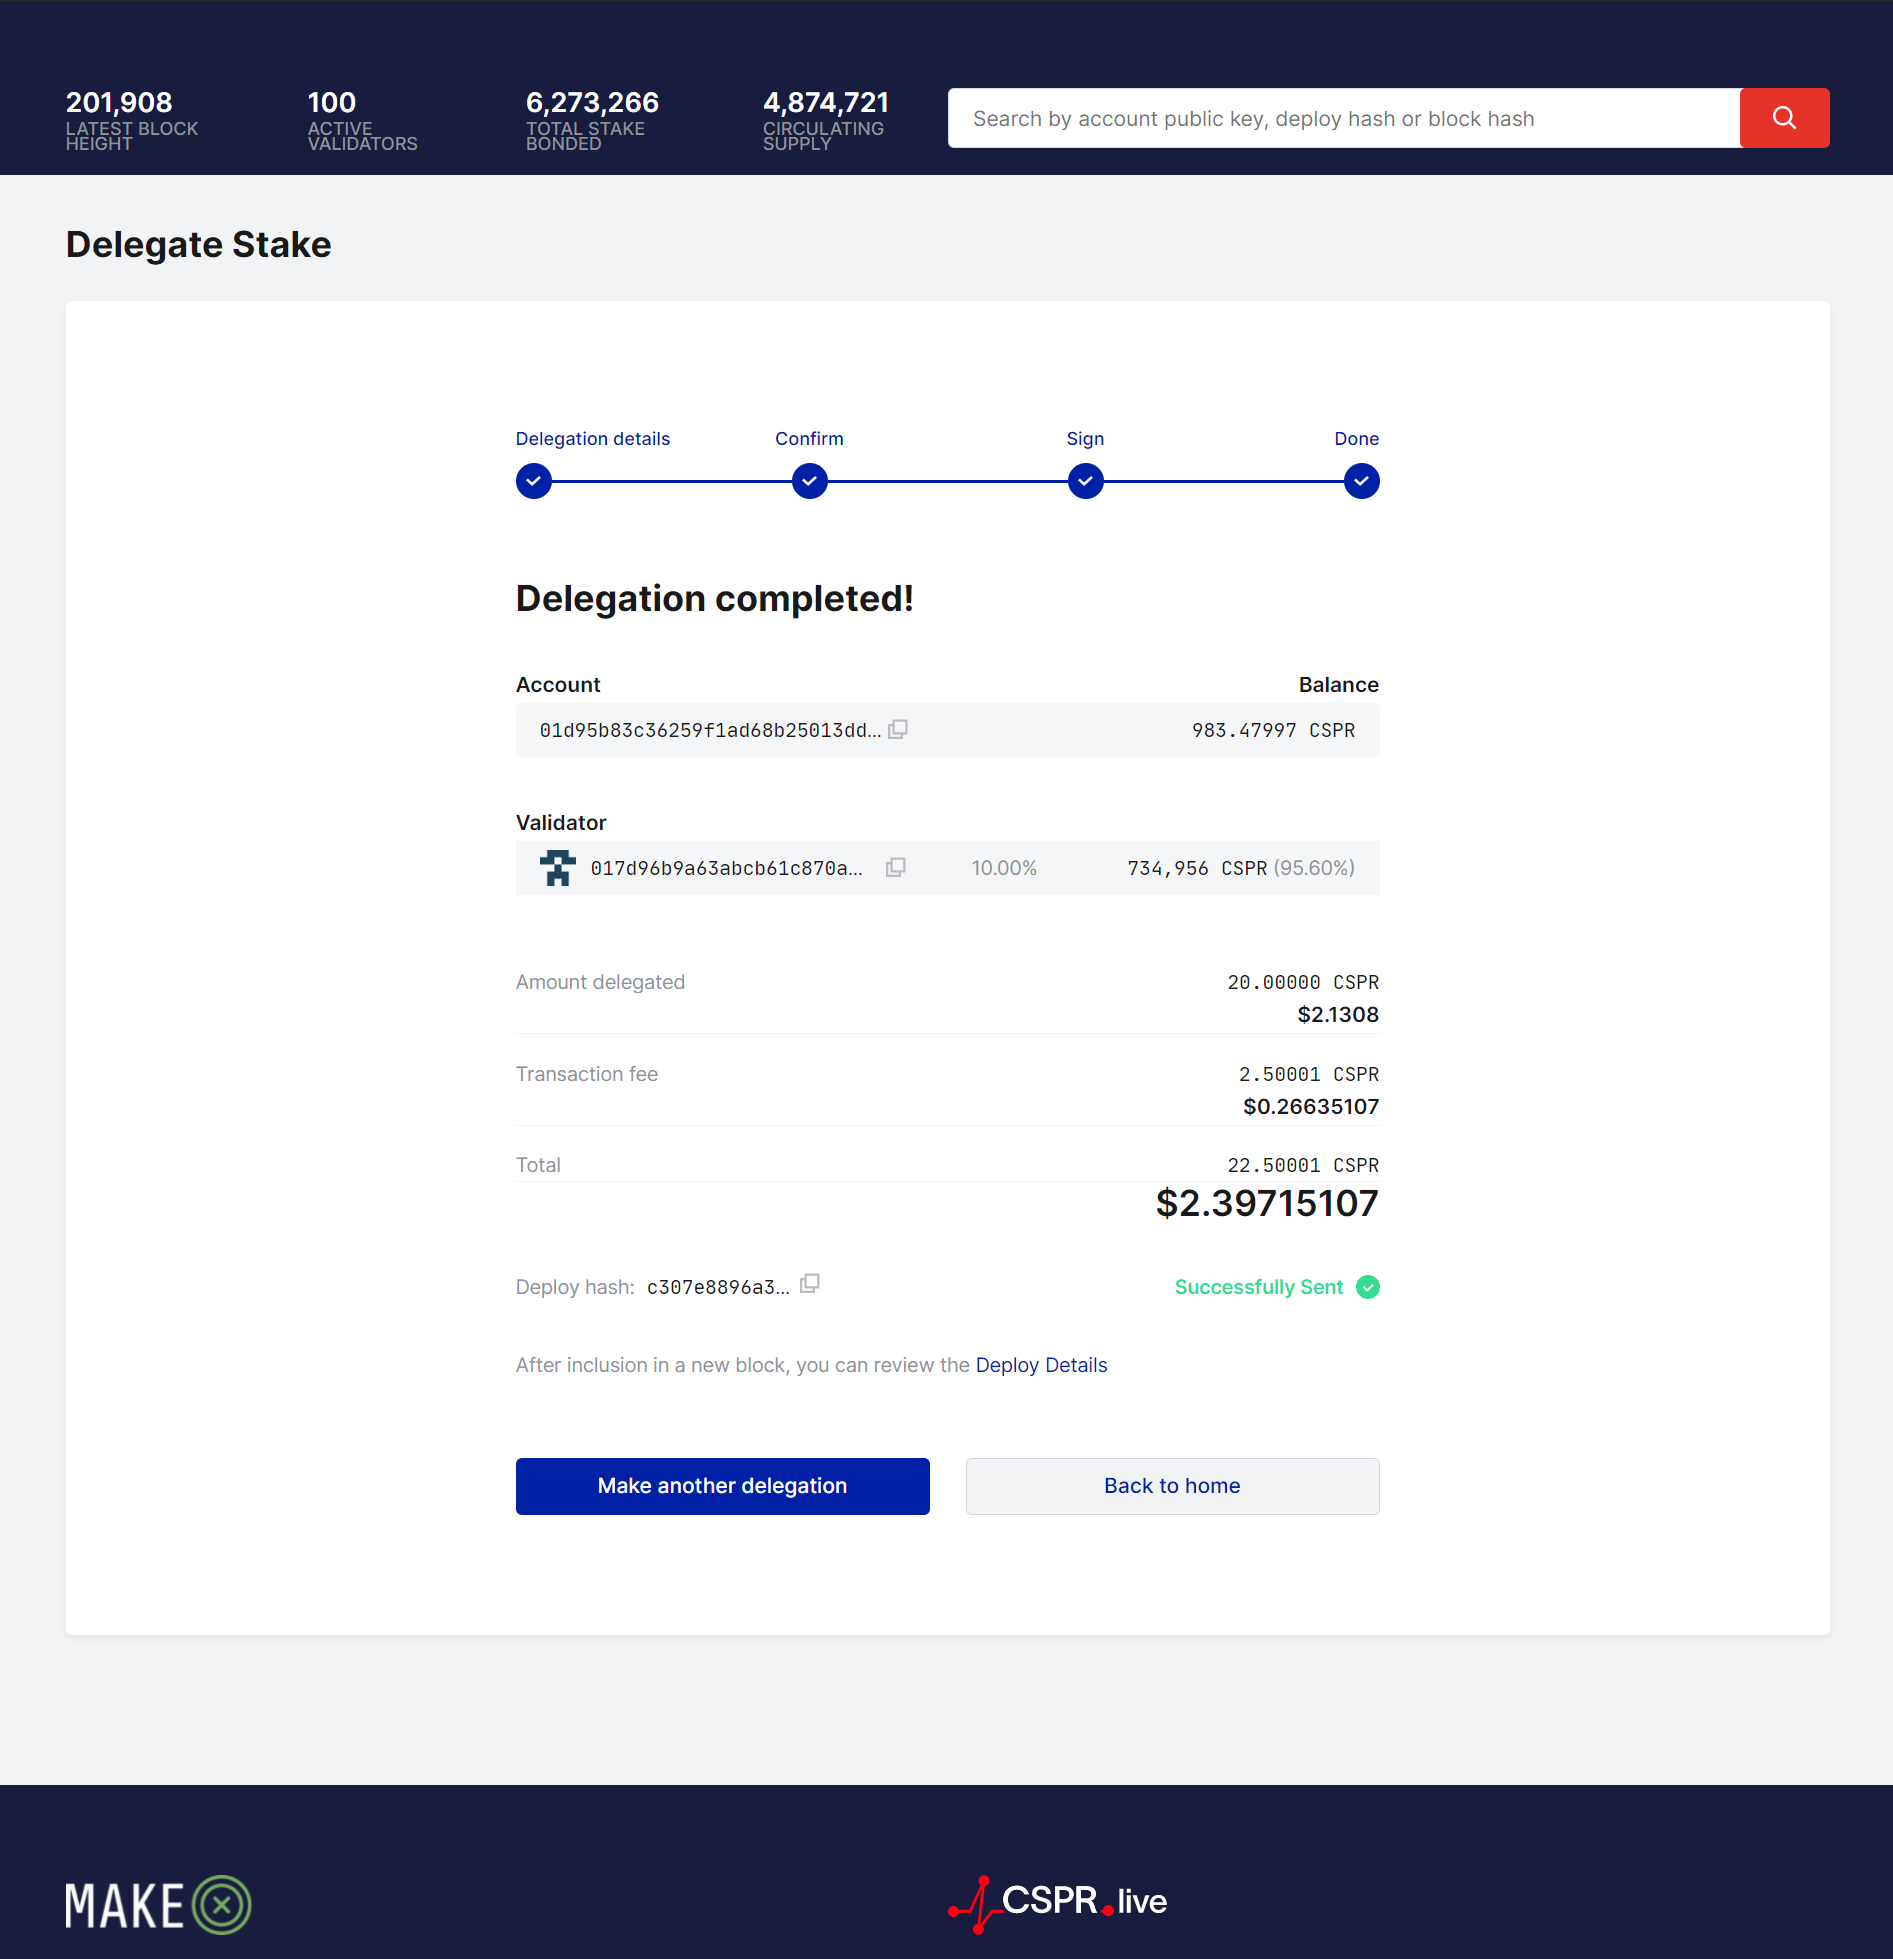 201,908
LATEST BLOCK
HEIGHT
100
ACTIVE
VALIDATORS
6,273,266
TOTAL STAKE
BONDED
4,874,721
CIRCULATING
SUPPLY
Search by account public key, deploy hash or block hash
Delegate Stake
Delegation details
Confirm
Sign
Done
Delegation completed!
Account Balance
01d95b83c36259f1ad68b25013dd... 983.47997 CSPR
Validator
017d96b9a63abcb61c870a... 10.00% 734,956 CSPR (95.60%)
Amount delegated 20.00000 CSPR
$2.1308
Transaction fee 2.50001 CSPR
$0.26635107
Total 22.50001 CSPR
$2.39715107
Deploy hash: c307e8896a3... Successfully Sent
After inclusion in a new block, you can review the Deploy Details
Make another delegation
Back to home
MAKE
CSPR.live